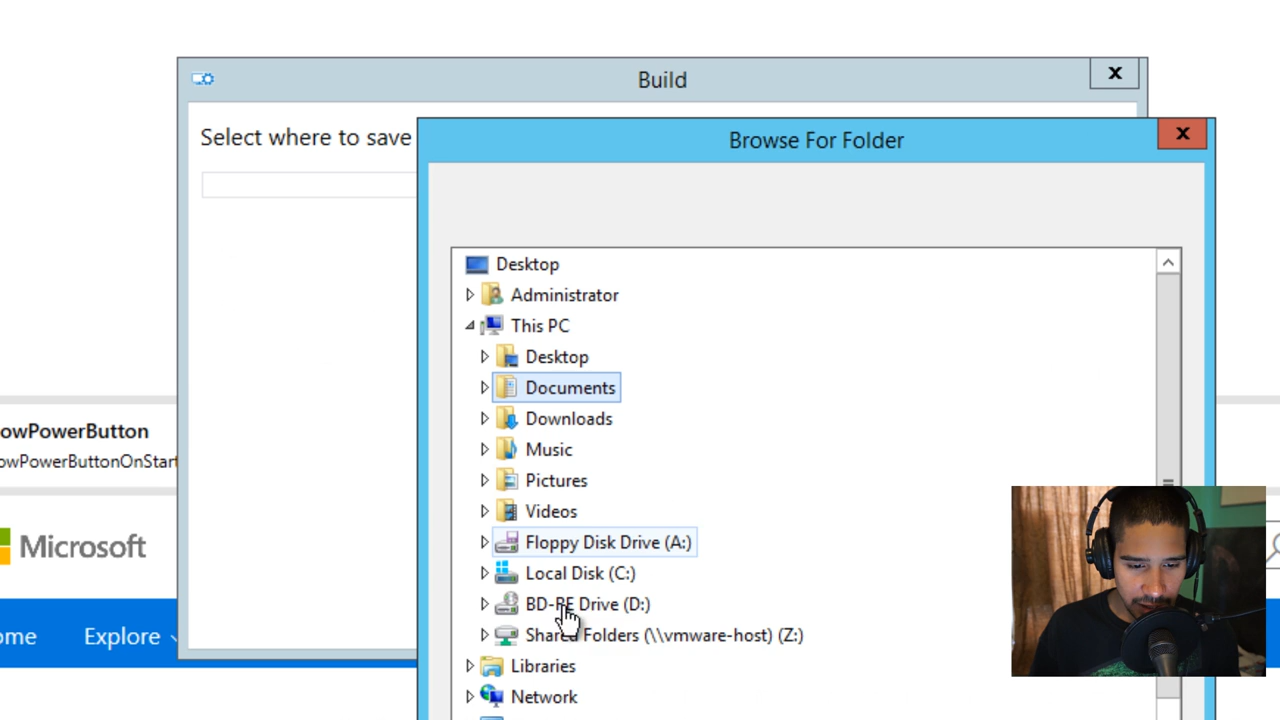 Build
x
Select where to save
Browse For Folder
x
Desktop
Administrator
This PC
Desktop
Documents
Downloads
Music
Pictures
Videos
Floppy Disk Drive (A:)
Local Disk (C:)
BD-RE Drive (D:)
Shared Folders (\\vmware-host) (Z:)
Libraries
Network
owPowerButton
owPowerButtonOnStart
Microsoft
ome
Explore